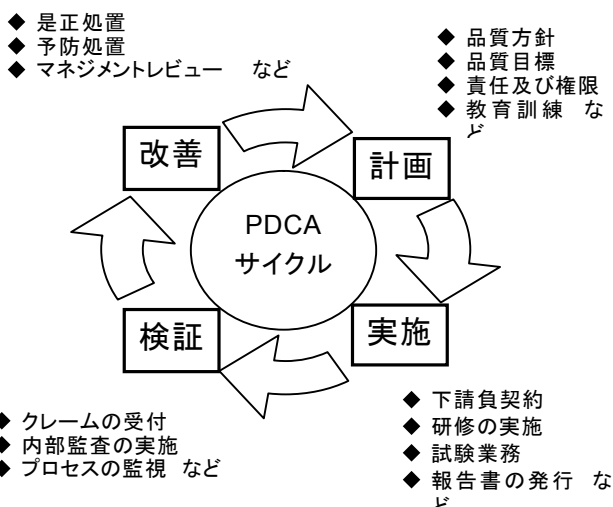 ◆ 是正処置
◆ 予防処置
◆ マネジメントレビュー など
◆ 品質方針
◆ 品質目標
◆ 責任及び権限
◆ 教育訓練 な
ど
改善
計画
PDCA
サイクル
検証
実施
◆ クレームの受付
◆ 内部監査の実施
◆ プロセスの監視 など
◆ 下請負契約
◆ 研修の実施
◆ 試験業務
◆ 報告書の発行 な
ど